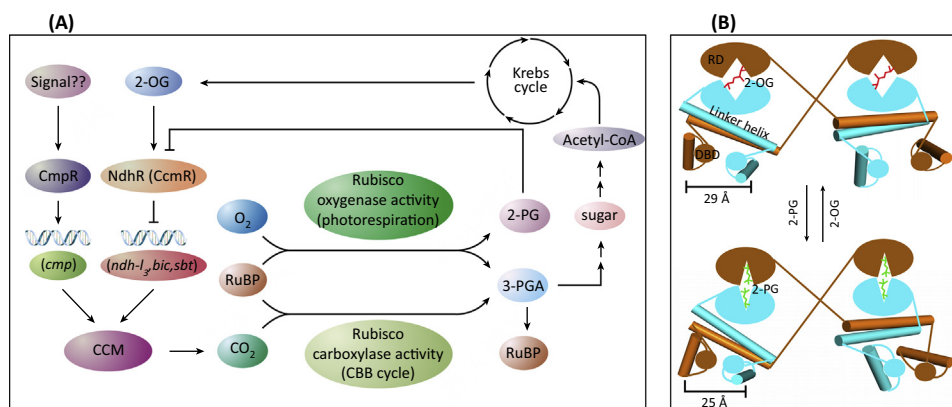 (A)
Signal??
2-OG
Krebs
cycle
Acetyl-CoA
CmpR
NdhR (CcmR)
Rubisco
oxygenase activity
(photorespiration)
O2
2-PG
sugar
(cmp)
(ndh-I3,bic,sbt)
RuBP
3-PGA
CCM
CO2
Rubisco
carboxylase activity
(CBB cycle)
RuBP
(B)
RD
2-OG
Linker helix
DBD
29 Å
2-PG
2-OG
2-PG
25 Å